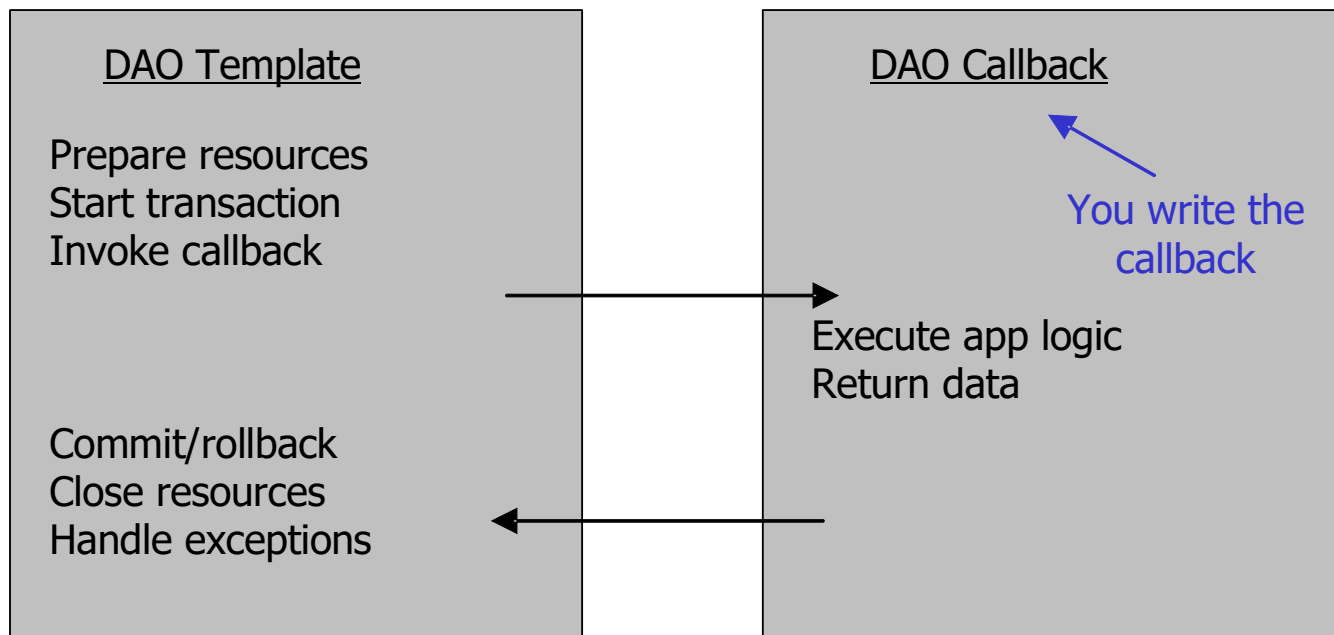 DAO Template
Prepare resources
Start transaction
Invoke callback
Commit/rollback
Close resources
Handle exceptions
DAO Callback
You write the
callback
Execute app logic
Return data